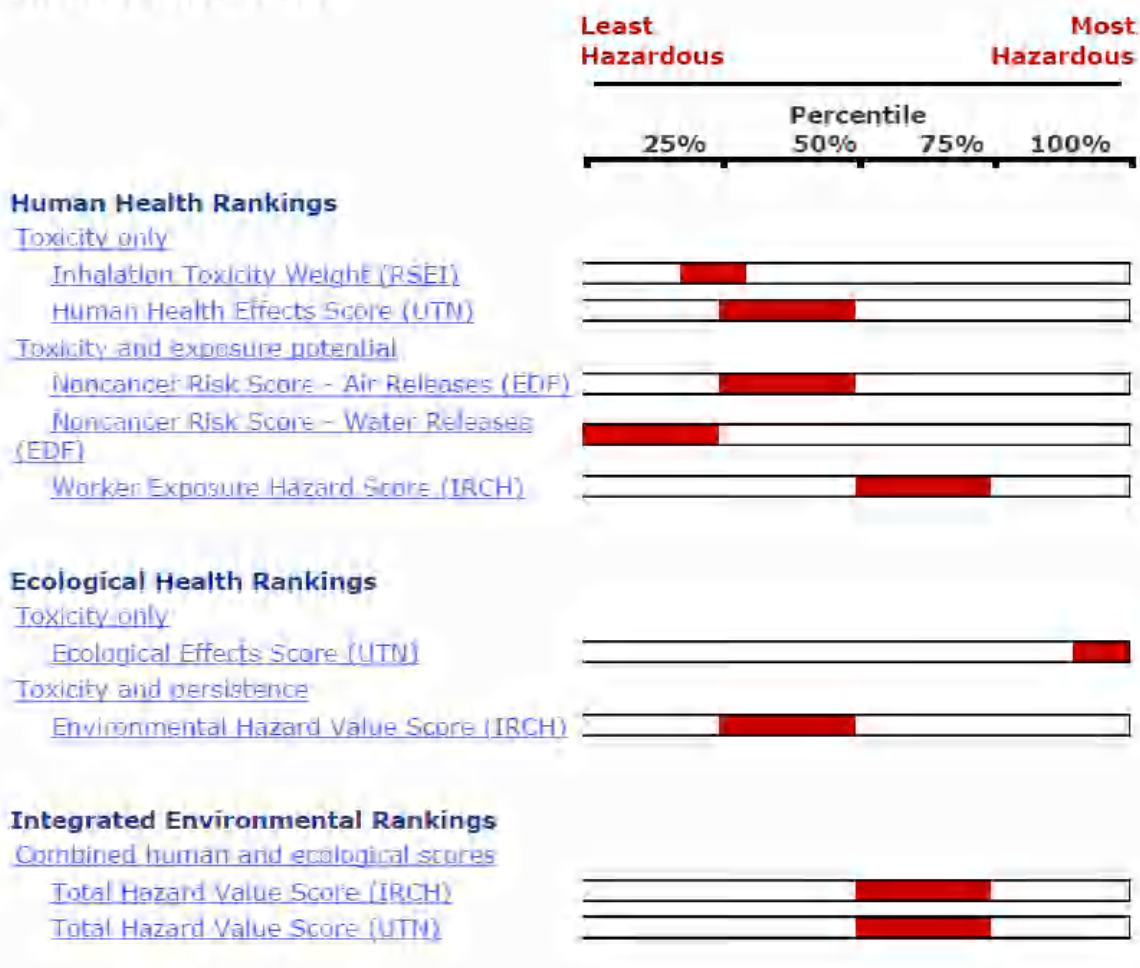 Least Most
Hazardous Hazardous
Percentile
25% 50% 75% 100%
Human Health Rankings
Toxicity only
Inhalation Toxicity Weight (RSEI)
Human Health Effects Score (UTN)
Toxicity and exposure potential
Noncancer Risk Score - Air Releases (EDF)
Noncancer Risk Score - Water Releases
(EDF)
Worker Exposure Hazard Score (IRCH)
Ecological Health Rankings
Toxicity only
Ecological Effects Score (UTN)
Toxicity and persistence
Environmental Hazard Value Score (IRCH)
Integrated Environmental Rankings
Combined human and ecological scores
Total Hazard Value Score (IRCH)
Total Hazard Value Score (UTN)